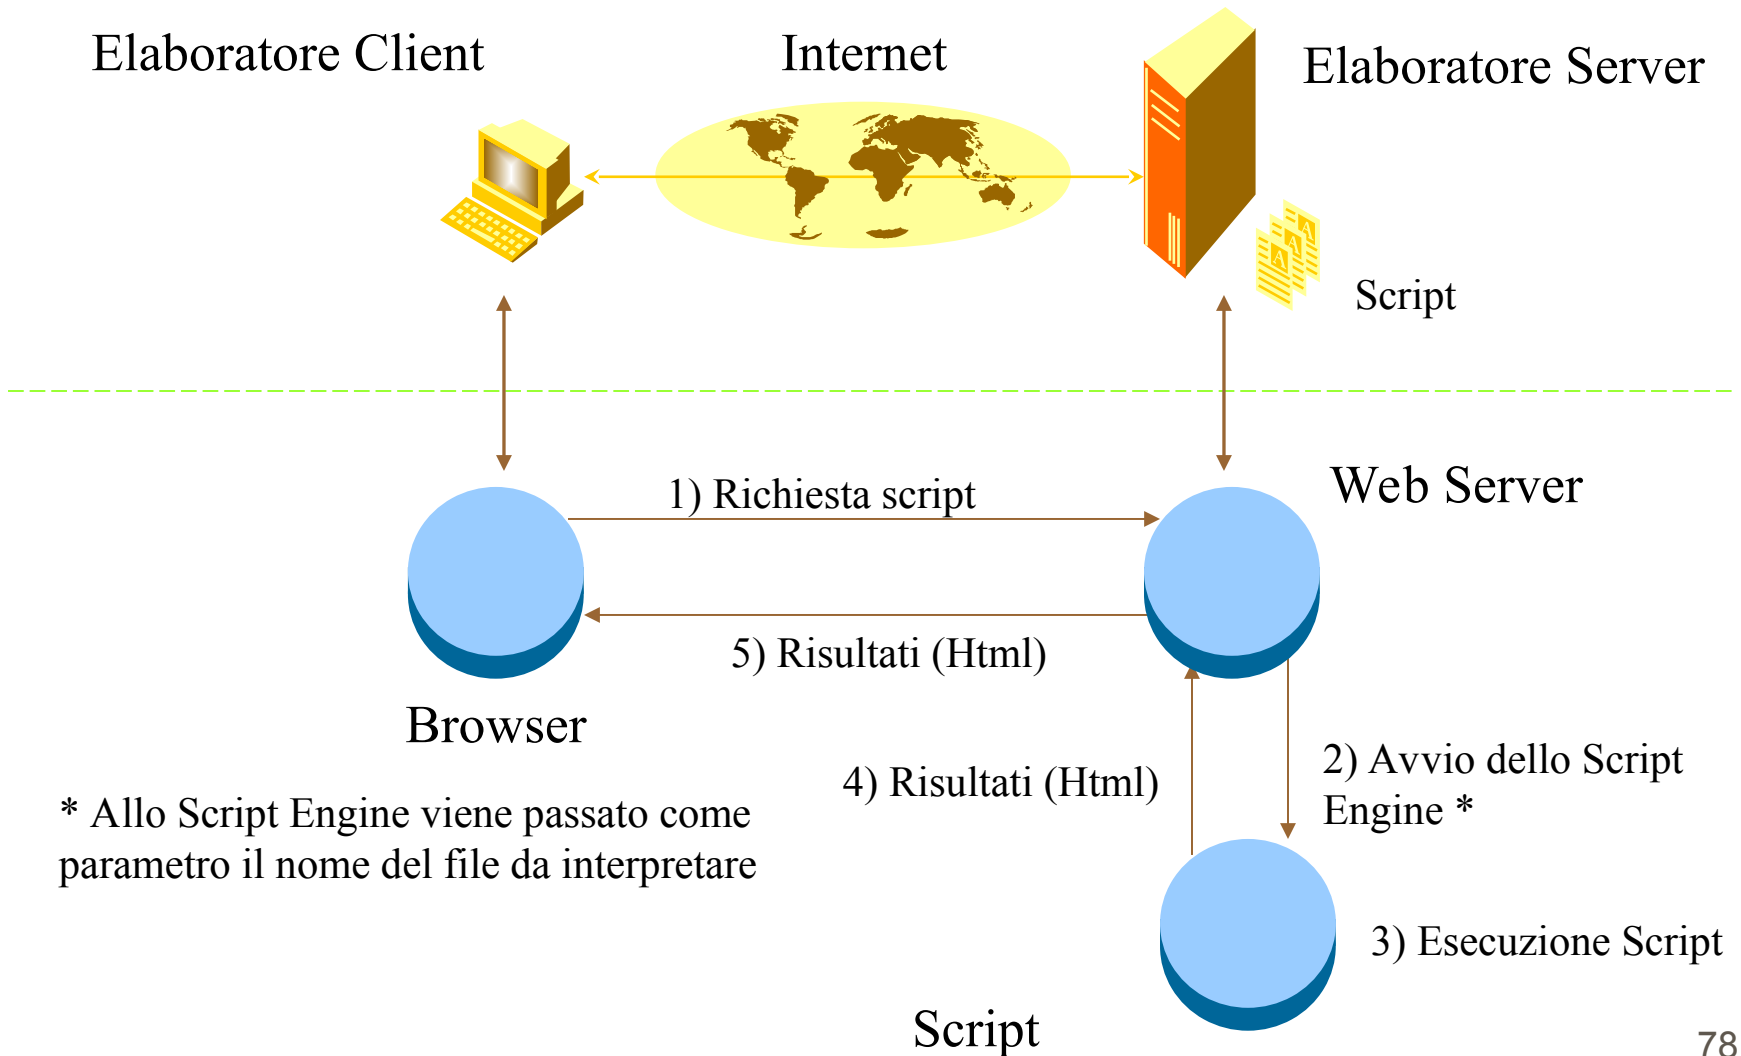 Elaboratore Client
Internet
Elaboratore Server
Script
1) Richiesta script
Web Server
5) Risultati (Html)
Browser
4) Risultati (Html)
2) Avvio dello Script
Engine *
* Allo Script Engine viene passato come
parametro il nome del file da interpretare
3) Esecuzione Script
Script
78